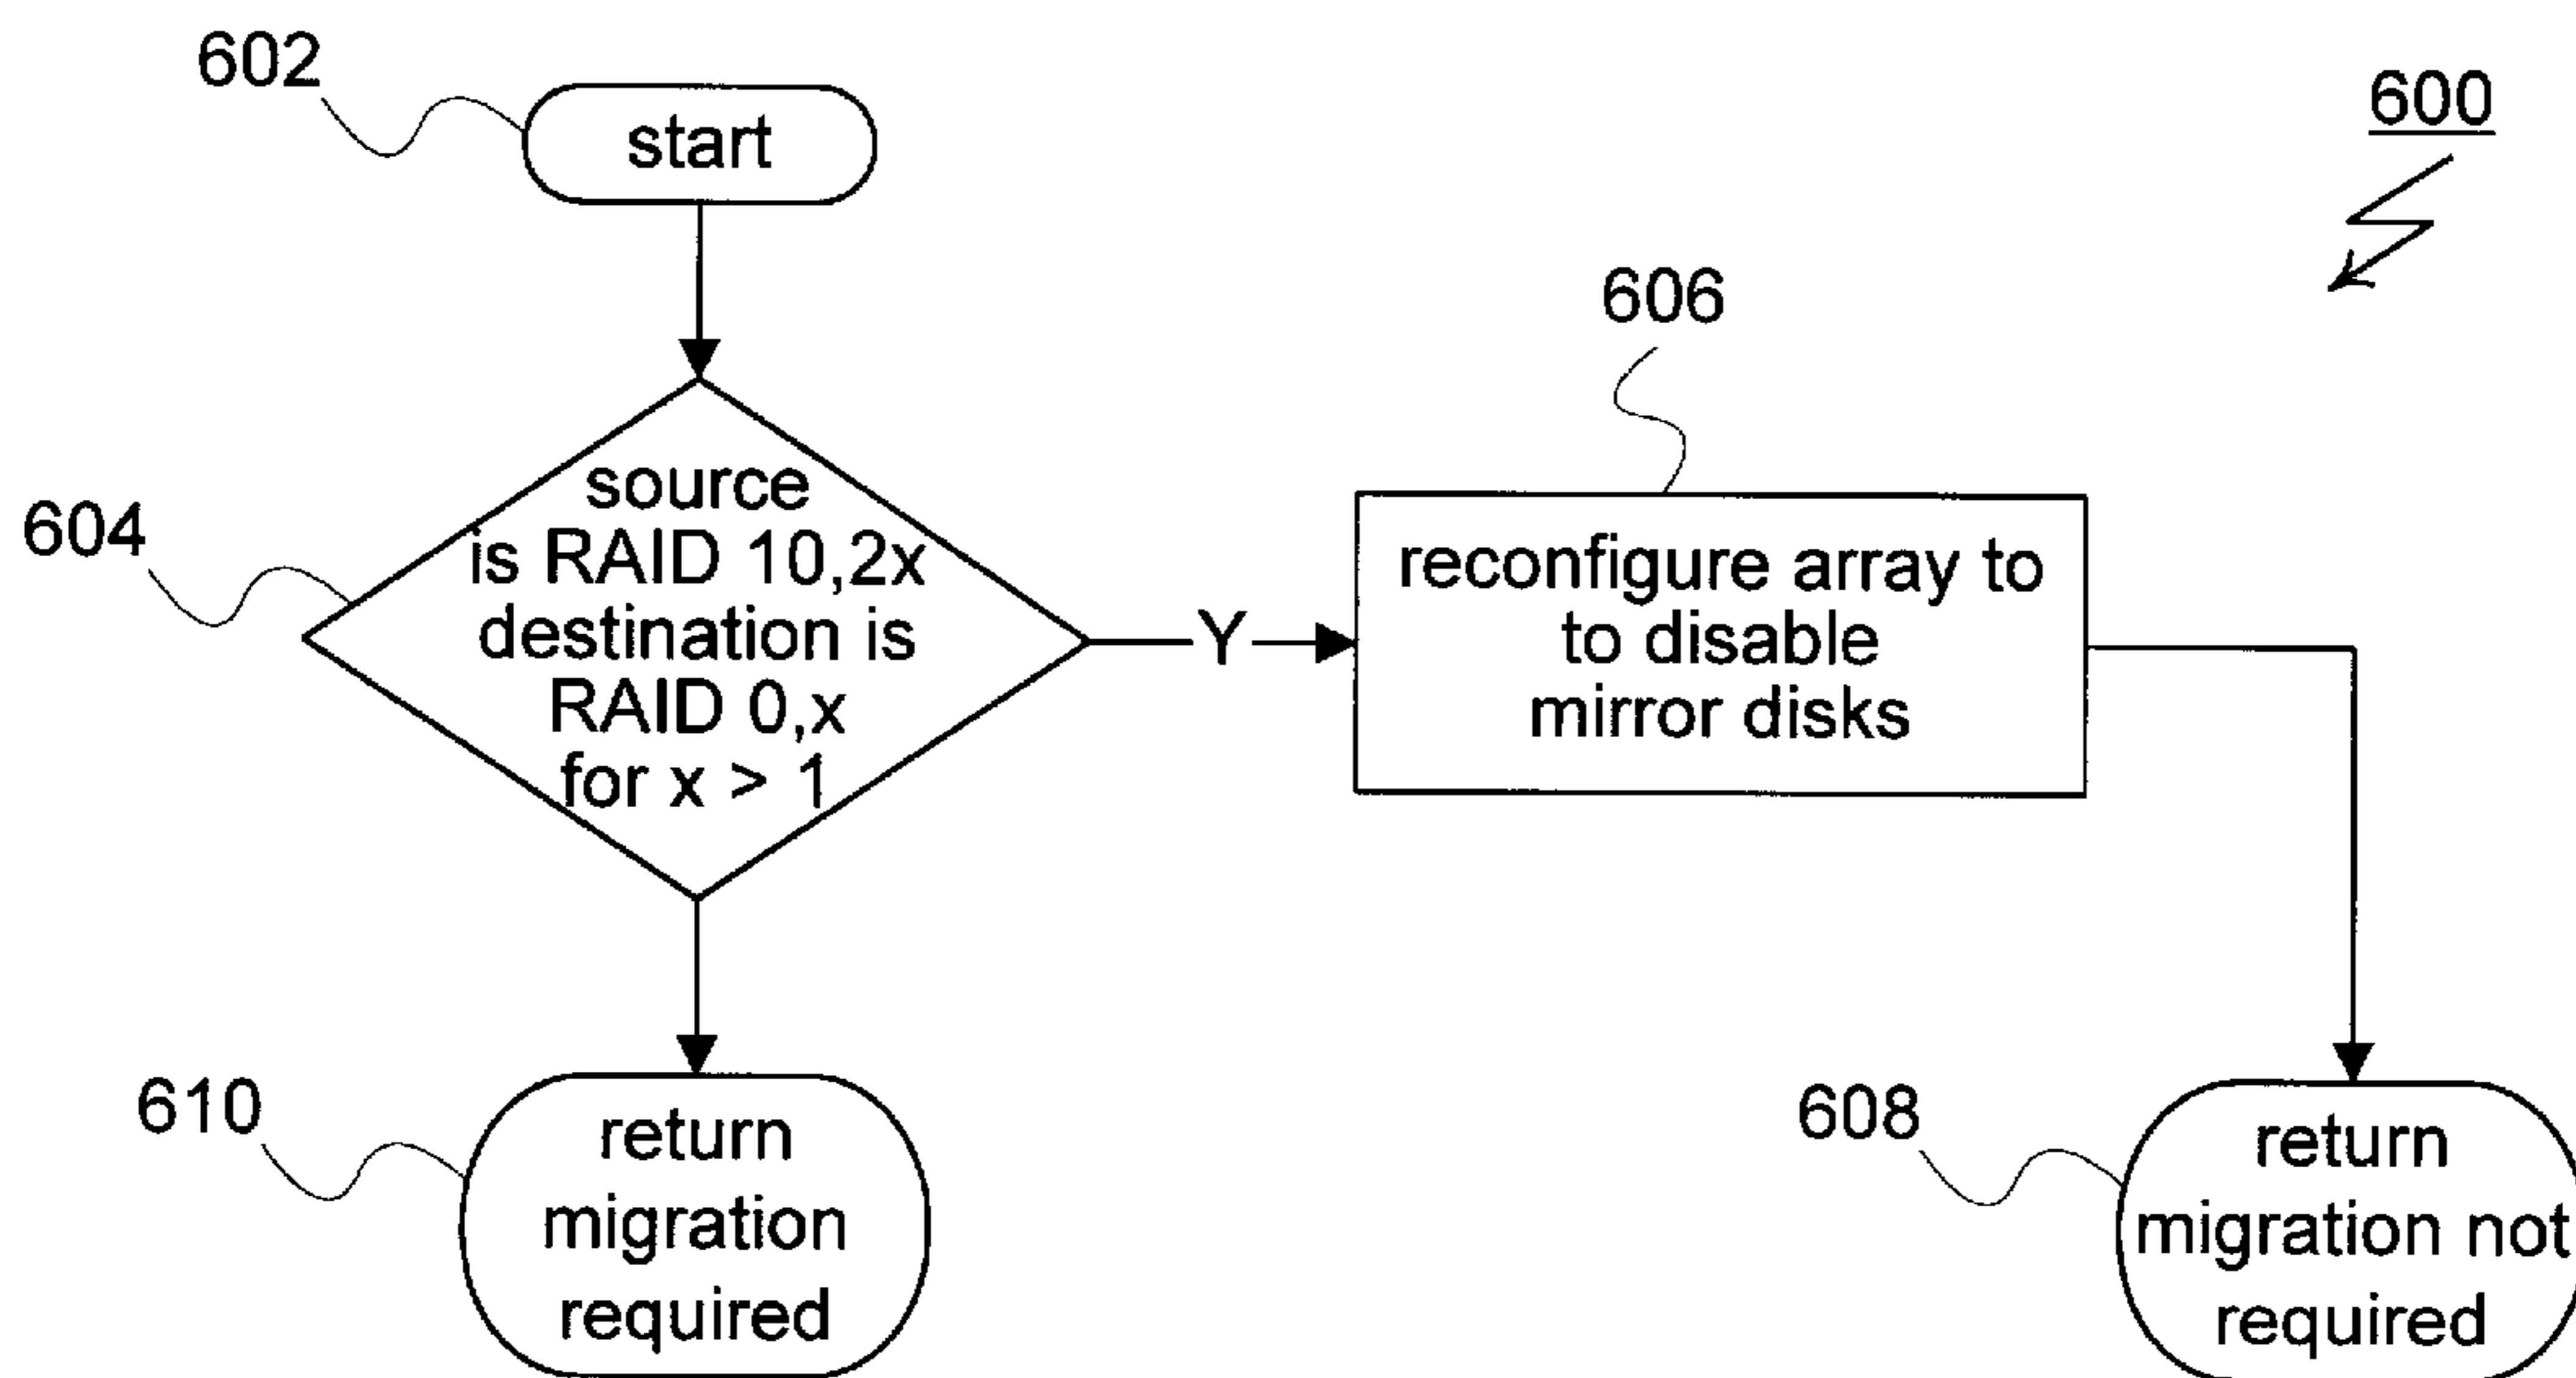 602
start
600
604
source
is RAID 10,2x
destination is
RAID 0,x
for x > 1
Y
606
reconfigure array to
to disable
mirror disks
610
return
migration
required
608
return
migration not
required